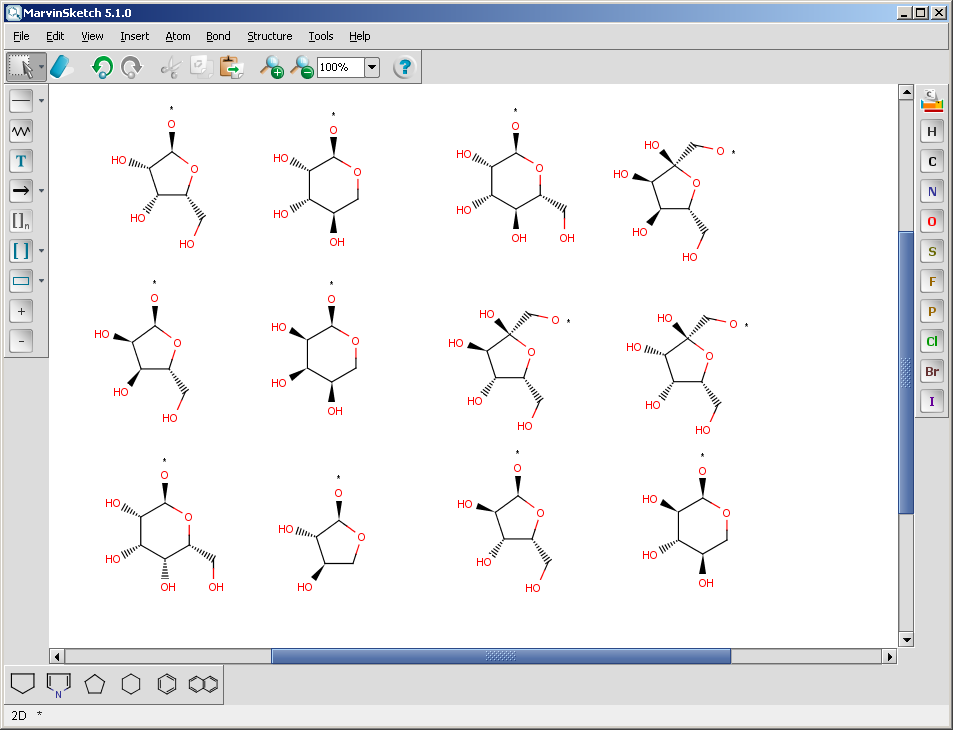 MarvinSketch 5.1.0
File Edit View Insert Atom Bond Structure Tools Help
100% ?
T
[ ]n
[ ]
+
-
H
C
N
O
S
F
P
Cl
Br
I
* * * 
O O O HO O *
HO HO O HO O HO O
O HO HO HO
HO OH OH OH HO
HO HO
* *
O O HO O * HO O *
HO O HO O HO O HO O
HO HO HO HO
HO OH HO HO
* * * *
O O O O
HO O HO O HO O HO O
HO HO HO HO
OH OH HO OH
N
2D *